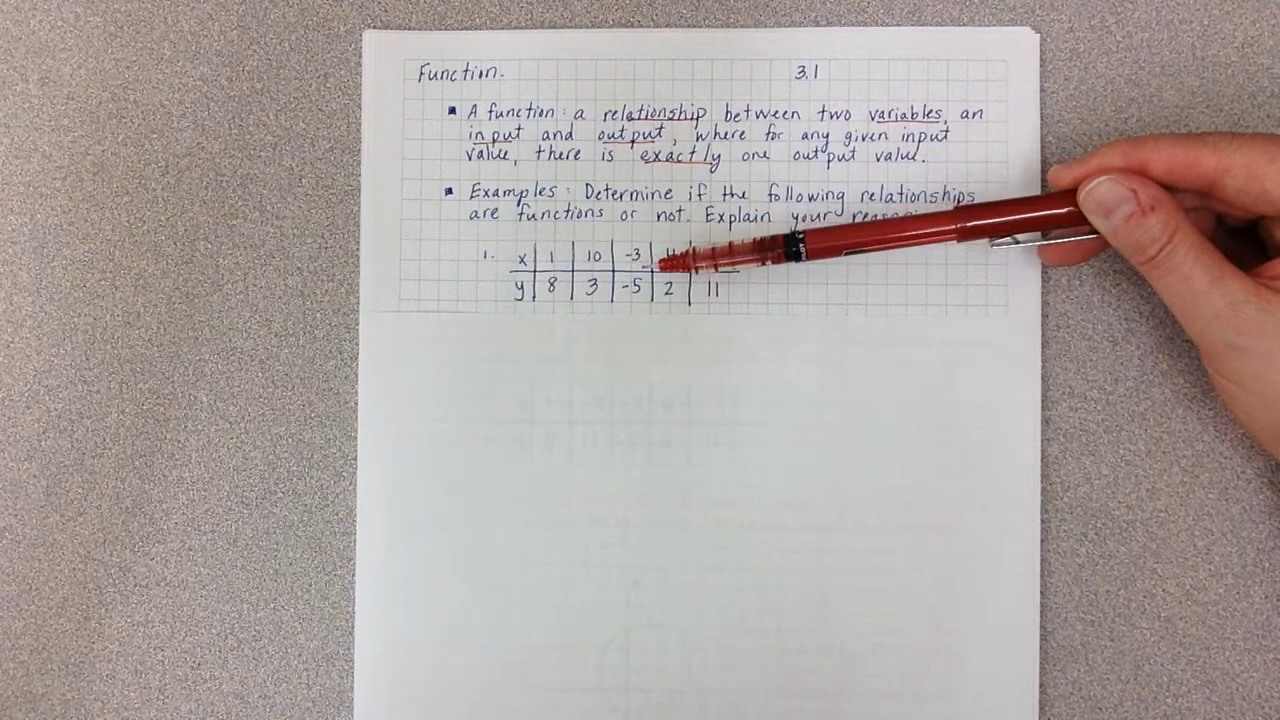 Function. 3.1
▪ A function: a relationship between two variables, an
input and output, where for any given input
value, there is exactly one output value.
▪ Examples: Determine if the following relationships
are functions or not. Explain your
1. x | 1 | 10 | -3
y | 8 | 3 | -5 | 2 | 11